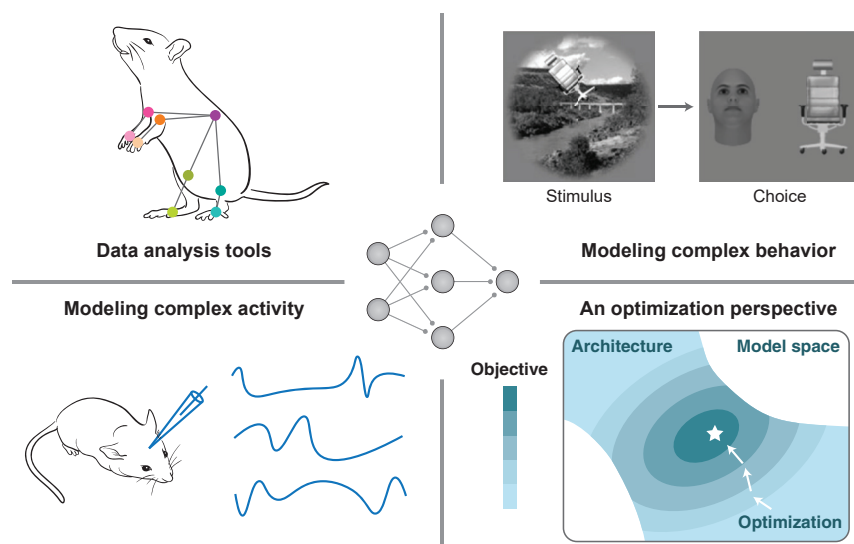 Stimulus
Choice
Data analysis tools
Modeling complex behavior
Modeling complex activity
An optimization perspective
Objective
Architecture
Model space
Optimization